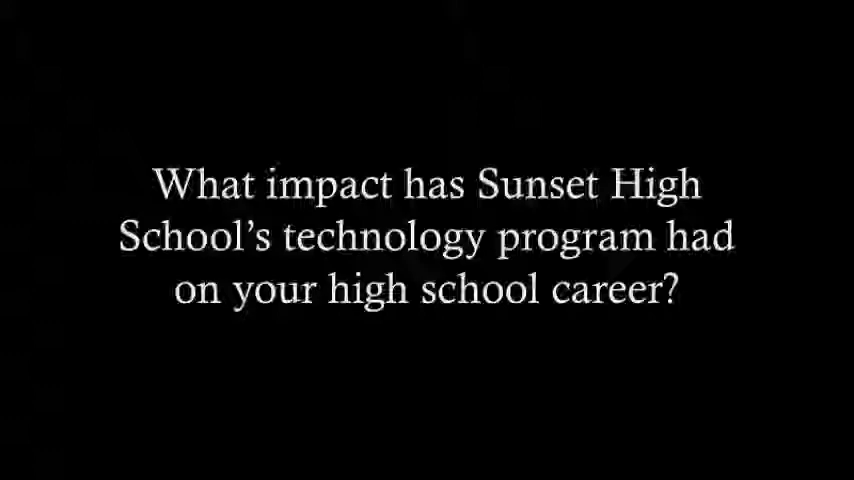 What impact has Sunset High
School’s technology program had
on your high school career?